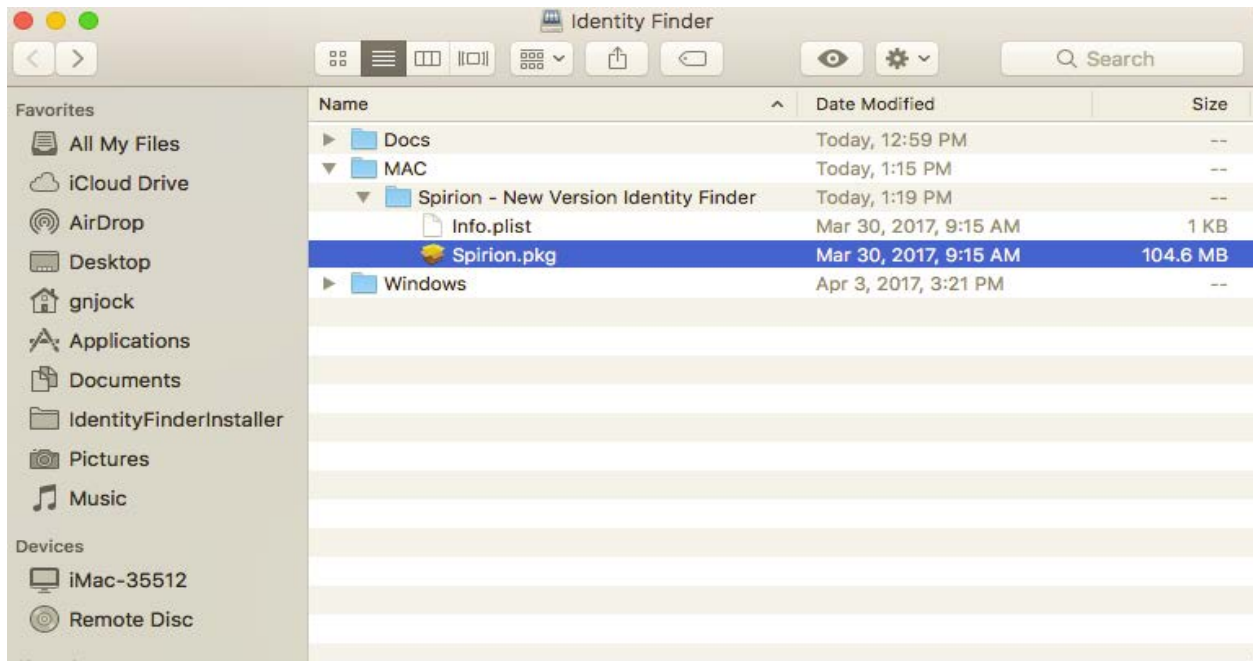 Identity Finder
Search
Favorites
All My Files
iCloud Drive
AirDrop
Desktop
gnjock
Applications
Documents
IdentityFinderInstaller
Pictures
Music
Devices
iMac-35512
Remote Disc
Name Date Modified Size
Docs Today, 12:59 PM --
MAC Today, 1:15 PM --
Spirion - New Version Identity Finder Today, 1:19 PM --
Info.plist Mar 30, 2017, 9:15 AM 1 KB
Spirion.pkg Mar 30, 2017, 9:15 AM 104.6 MB
Windows Apr 3, 2017, 3:21 PM --